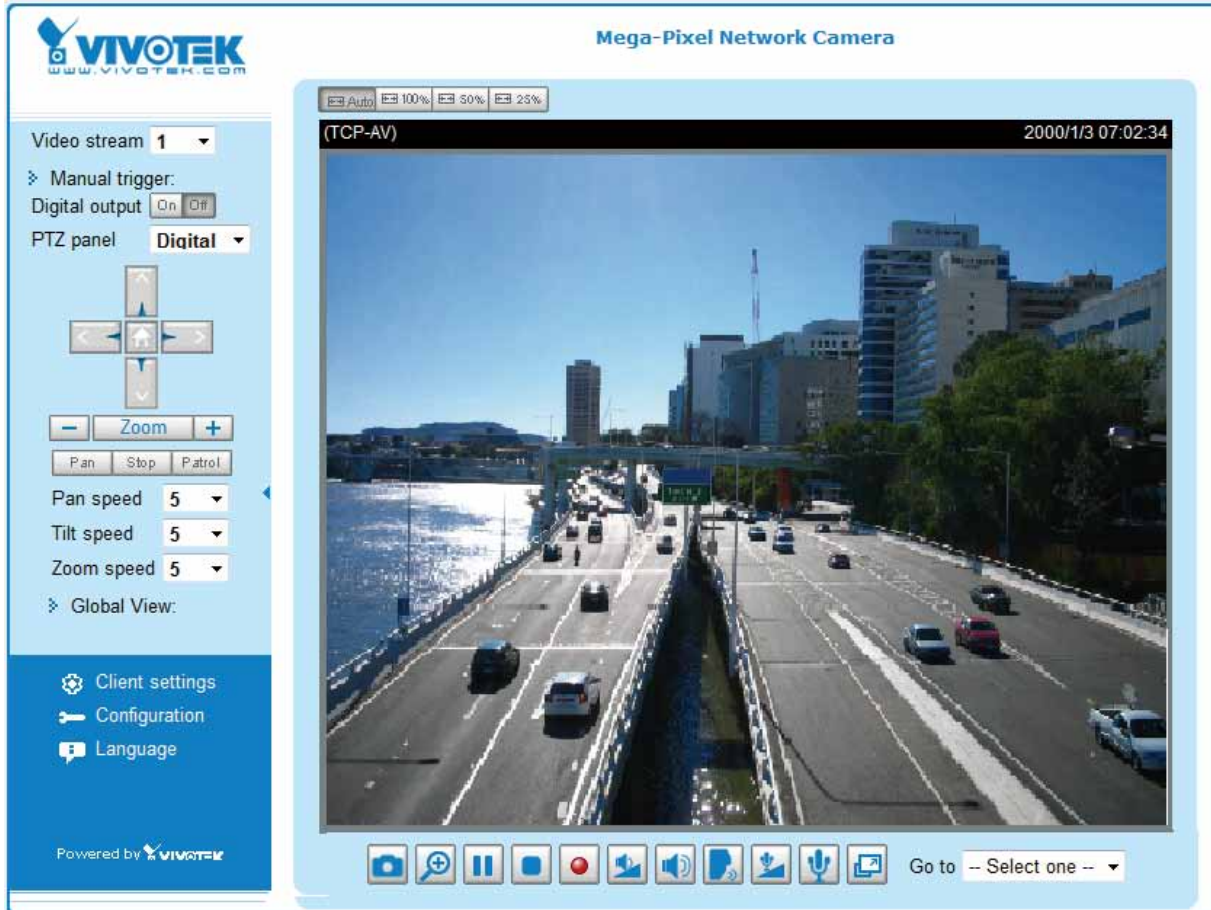 VIVOTEK
www.vivotek.com
Mega-Pixel Network Camera
Auto 100% 50% 25%
(TCP-AV) 2000/1/3 07:02:34
Video stream 1
Manual trigger:
Digital output On Off
PTZ panel Digital
Zoom
Pan Stop Patrol
Pan speed 5
Tilt speed 5
Zoom speed 5
Global View:
Client settings
Configuration
Language
Powered by VIVOTEK
Go to -- Select one --